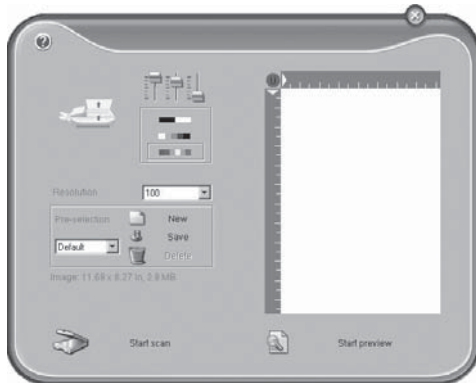 Resolution
100
Pre-selection
New
Save
Default
Delete
Image: 11.69 x 8.27 In, 2.9 MB
Start scan
Start preview